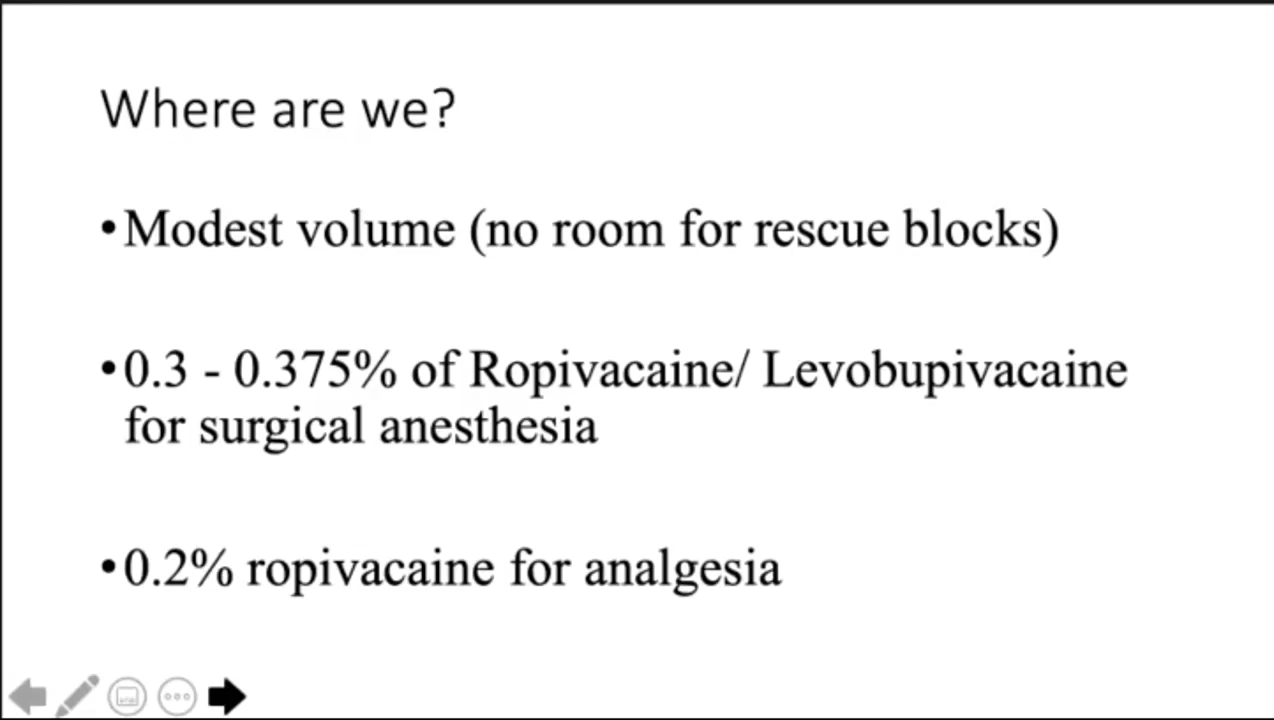 Where are we?
•Modest volume (no room for rescue blocks)
•0.3 - 0.375% of Ropivacaine/ Levobupivacaine
for surgical anesthesia
•0.2% ropivacaine for analgesia